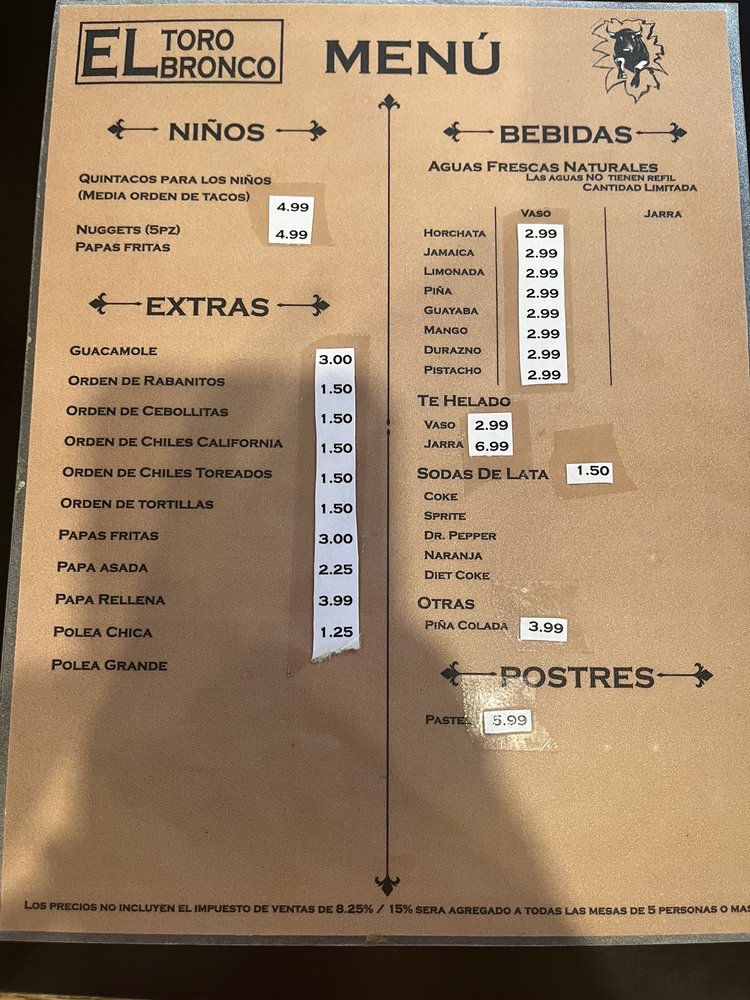 EL TORO BRONCO
MENÚ
NIÑOS
QUINTACOS PARA LOS NIÑOS
(MEDIA ORDEN DE TACOS) 4.99
NUGGETS (5PZ) 4.99
PAPAS FRITAS
EXTRAS
GUACAMOLE 3.00
ORDEN DE RABANITOS 1.50
ORDEN DE CEBOLLITAS 1.50
ORDEN DE CHILES CALIFORNIA 1.50
ORDEN DE CHILES TOREADOS 1.50
ORDEN DE TORTILLAS 1.50
PAPAS FRITAS 3.00
PAPA ASADA 2.25
PAPA RELLENA 3.99
POLEA CHICA 1.25
POLEA GRANDE
BEBIDAS
AGUAS FRESCAS NATURALES
LAS AGUAS NO TIENEN REFIL
CANTIDAD LIMITADA
VASO JARRA
HORCHATA 2.99
JAMAICA 2.99
LIMONADA 2.99
PIÑA 2.99
GUAYABA 2.99
MANGO 2.99
DURAZNO 2.99
PISTACHO 2.99
TE HELADO
VASO 2.99
JARRA 6.99
SODAS DE LATA 1.50
COKE
SPRITE
DR. PEPPER
NARANJA
DIET COKE
OTRAS
PIÑA COLADA 3.99
POSTRES
PASTEL 5.99
LOS PRECIOS NO INCLUYEN EL IMPUESTO DE VENTAS DE 8.25% / 15% SERA AGREGADO A TODAS LAS MESAS DE 5 PERSONAS O MAS